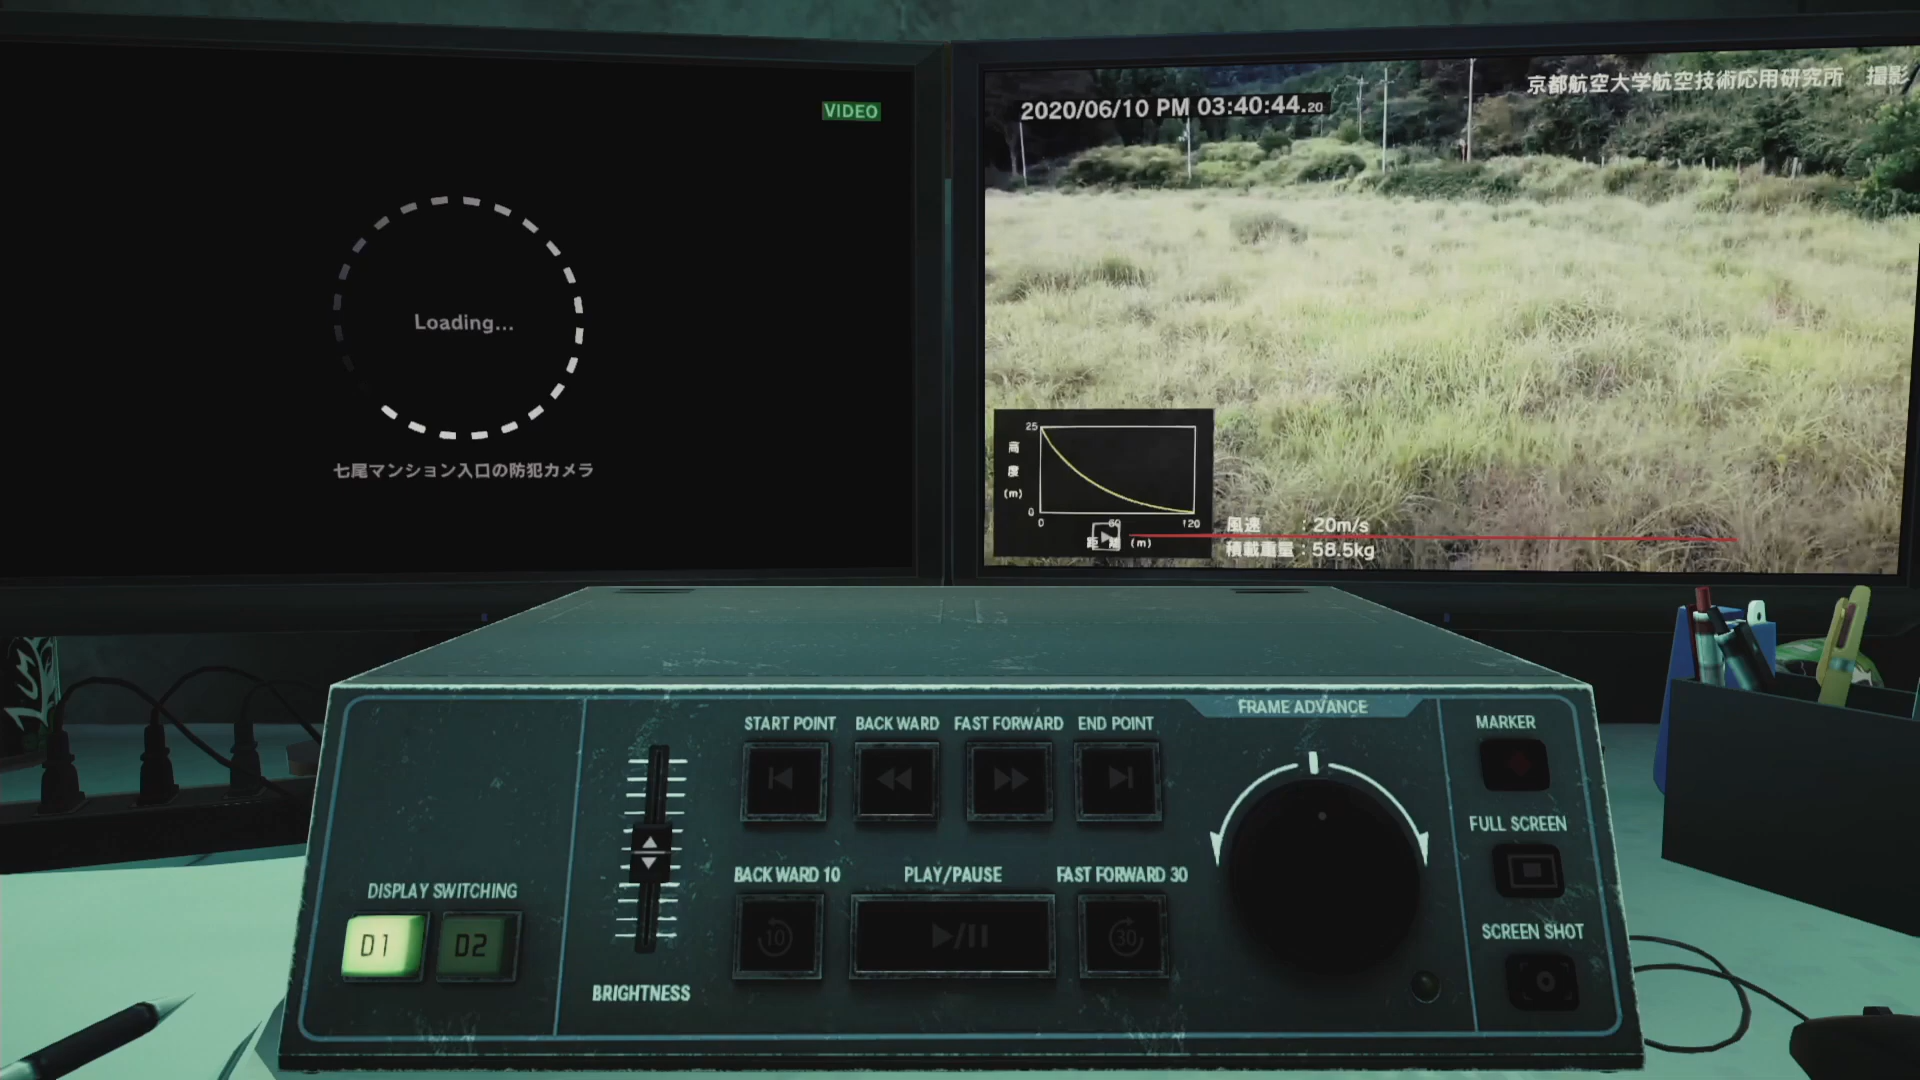 VIDEO
Loading...
七尾マンション入口の防犯カメラ
2020/06/10 PM 03:40:44.20
京都航空大学航空技術応用研究所 撮影
25
高度(m)
0
0 60 120
(m)
風速 : 20m/s
積載重量 : 58.5kg
START POINT BACK WARD FAST FORWARD END POINT
FRAME ADVANCE
MARKER
FULL SCREEN
BACK WARD 10 PLAY/PAUSE FAST FORWARD 30
10 30
DISPLAY SWITCHING
D1 D2
SCREEN SHOT
BRIGHTNESS